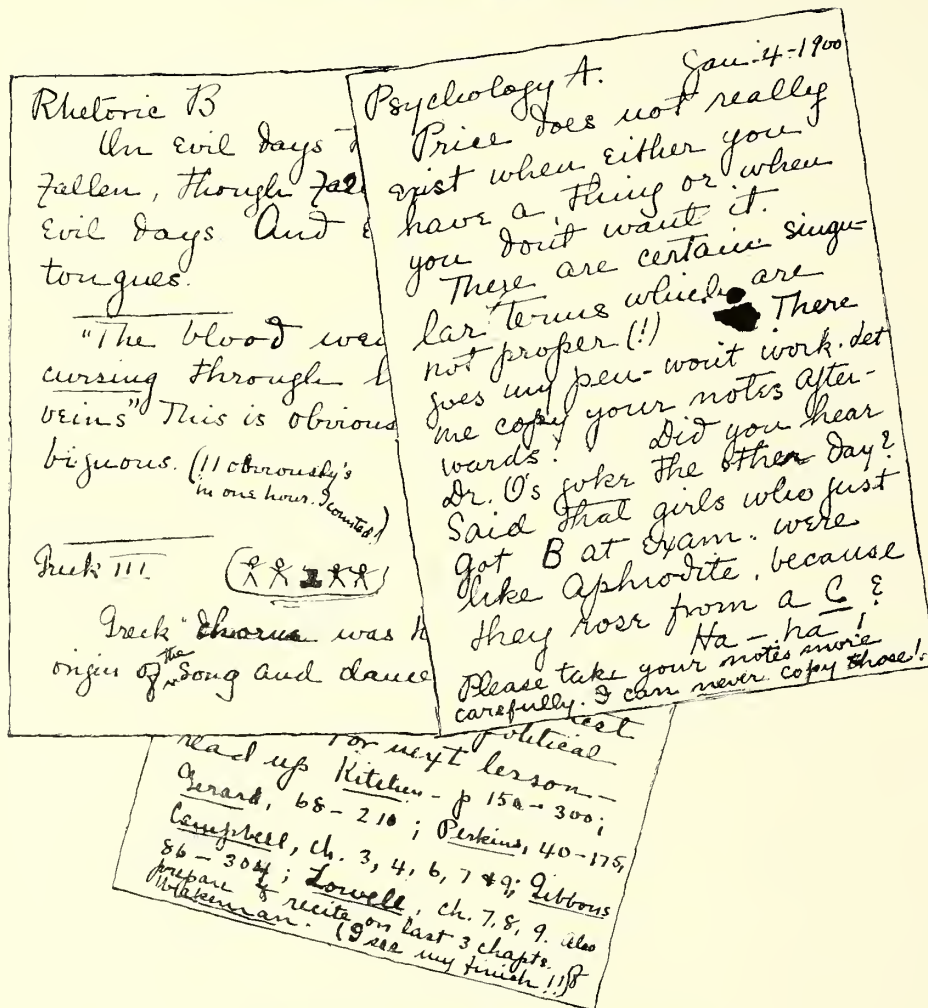 Rhetoric B
On Evil days
Fallen, though
Evil days And
tongues.
"The blood was
cursing through
veins" This is obvious
biguous. (11 obviously's
in one hour. I counted!)
Greek III
Greek chorus was
origin of the song and dance
Psychology A. Jan. 4-1900
Price does not really
exist when either you
have a thing or when
you don't want it.
There are certain singu-
lar terms which are
not proper (!) There
goes my pen - won't work. Let
me copy your notes after-
wards! Did you hear
Dr. O's joke the other day?
Said that girls who just
got B at Exam. were
like Aphrodite, because
they rose from a C!
Ha - ha!
Please take your notes more
carefully. I can never copy those!
Political
For next lesson -
read up Kitchen - p 150 - 300;
Gerard, 68 - 210; Perkins, 40 - 175,
Campbell, ch. 3, 4, 6, 7 & 9; Gibbons
86 - 304; Lowell, ch. 7, 8, 9. Also
prepare & recite on last 3 chapts. of
Wakeman. (I see my finish!!)